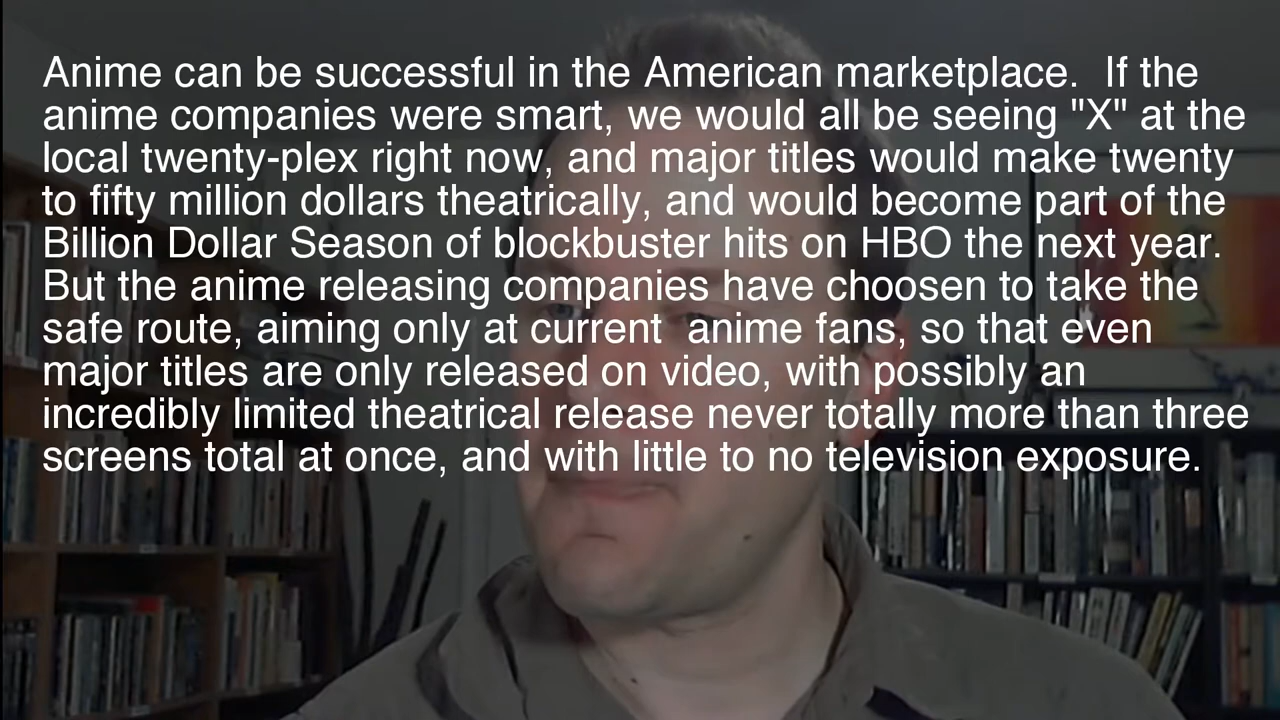 Anime can be successful in the American marketplace.  If the
anime companies were smart, we would all be seeing "X" at the
local twenty-plex right now, and major titles would make twenty
to fifty million dollars theatrically, and would become part of the
Billion Dollar Season of blockbuster hits on HBO the next year.
But the anime releasing companies have choosen to take the
safe route, aiming only at current  anime fans, so that even
major titles are only released on video, with possibly an
incredibly limited theatrical release never totally more than three
screens total at once, and with little to no television exposure.